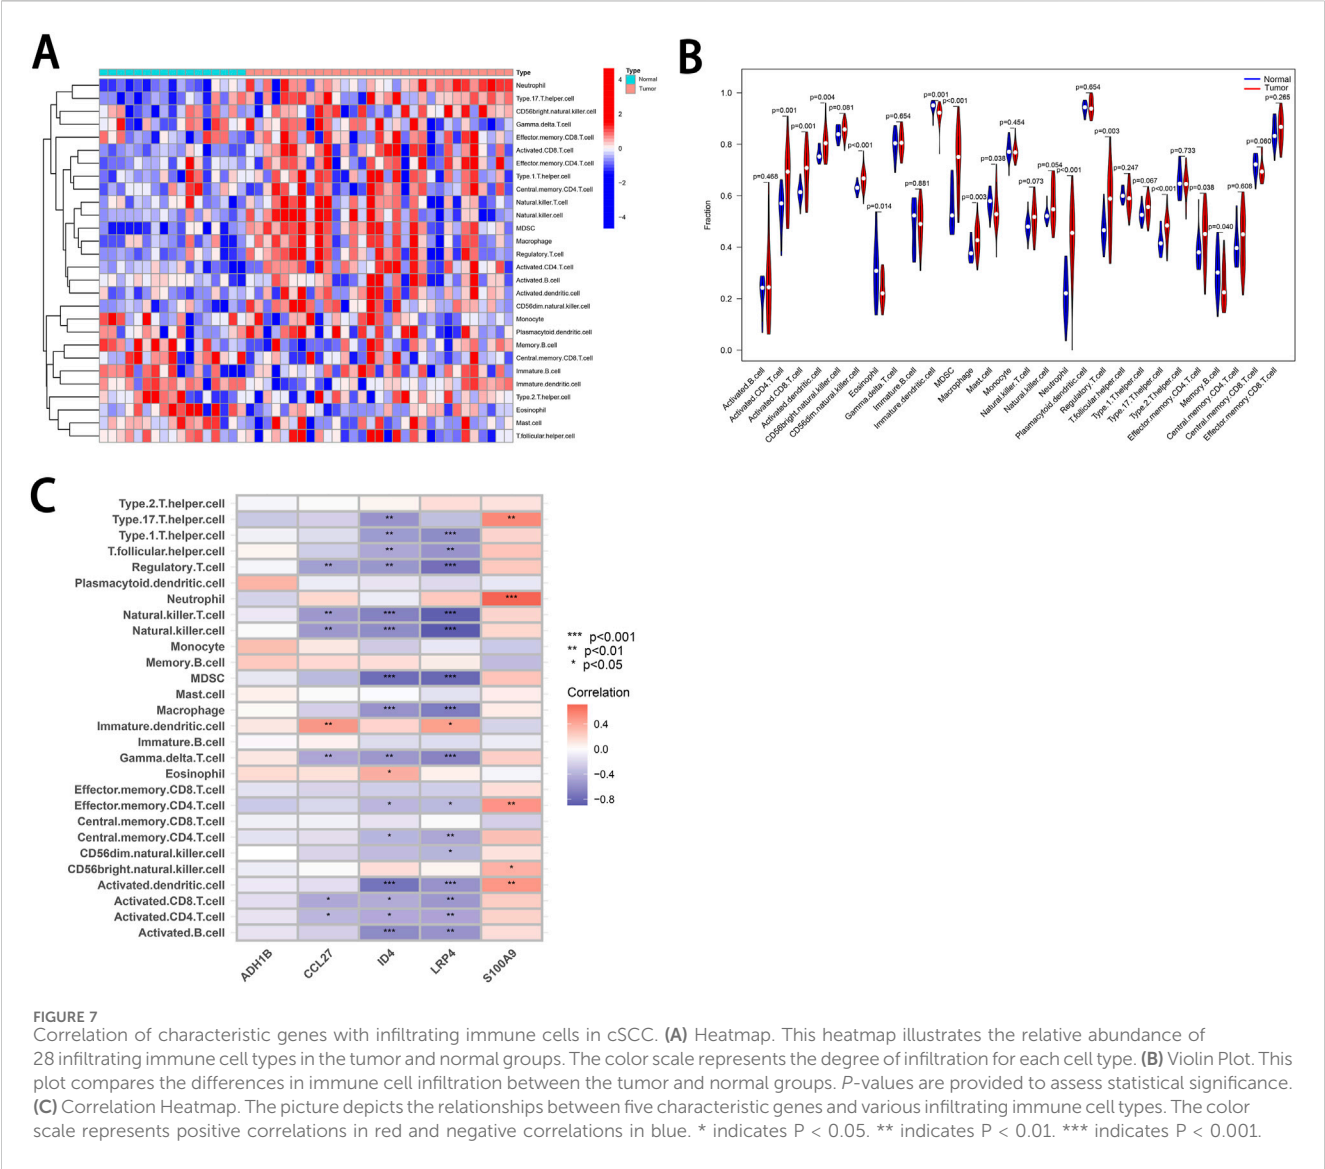 A
Type
Neutrophil
Type.17.T.helper.cell
CD56bright.natural.killer.cell
Gamma.delta.T.cell
Effector.memory.CD8.T.cell
Activated.CD8.T.cell
Effector.memory.CD4.T.cell
Type.1.T.helper.cell
Central.memory.CD4.T.cell
Natural.killer.T.cell
Natural.killer.cell
MDSC
Macrophage
Regulatory.T.cell
Activated.CD4.T.cell
Activated.B.cell
Activated.dendritic.cell
CD56dim.natural.killer.cell
Monocyte
Plasmacytoid.dendritic.cell
Memory.B.cell
Central.memory.CD8.T.cell
Immature.B.cell
Immature.dendritic.cell
Type.2.T.helper.cell
Eosinophil
Mast.cell
T.follicular.helper.cell
4
2
0
−2
−4
Type
Normal
Tumor
B
Fraction
1.0
0.8
0.6
0.4
0.2
0.0
Normal
Tumor
p=0.468
p=0.001
p=0.001
p=0.004
p=0.081
p<0.001
p=0.014
p=0.654
p=0.881
p=0.001
p<0.001
p=0.003
p=0.038
p=0.454
p=0.073
p=0.054
p<0.001
p=0.654
p=0.003
p=0.247
p=0.067
p<0.001
p=0.733
p=0.038
p=0.040
p=0.608
p=0.060
p=0.265
Activated.B.cell
Activated.CD4.T.cell
Activated.CD8.T.cell
Activated.dendritic.cell
CD56bright.natural.killer.cell
CD56dim.natural.killer.cell
Eosinophil
Gamma.delta.T.cell
Immature.B.cell
Immature.dendritic.cell
MDSC
Macrophage
Mast.cell
Monocyte
Natural.killer.T.cell
Natural.killer.cell
Neutrophil
Plasmacytoid.dendritic.cell
Regulatory.T.cell
T.follicular.helper.cell
Type.1.T.helper.cell
Type.17.T.helper.cell
Type.2.T.helper.cell
Effector.memory.CD4.T.cell
Memory.B.cell
Central.memory.CD4.T.cell
Central.memory.CD8.T.cell
Effector.memory.CD8.T.cell
C
Type.2.T.helper.cell
Type.17.T.helper.cell ** **
Type.1.T.helper.cell ** ***
T.follicular.helper.cell ** **
Regulatory.T.cell ** ** ***
Plasmacytoid.dendritic.cell
Neutrophil ***
Natural.killer.T.cell ** *** ***
Natural.killer.cell ** *** ***
Monocyte
Memory.B.cell
MDSC *** ***
Mast.cell
Macrophage *** ***
Immature.dendritic.cell ** *
Immature.B.cell
Gamma.delta.T.cell ** ** ***
Eosinophil *
Effector.memory.CD8.T.cell
Effector.memory.CD4.T.cell * * **
Central.memory.CD8.T.cell
Central.memory.CD4.T.cell * **
CD56dim.natural.killer.cell *
CD56bright.natural.killer.cell *
Activated.dendritic.cell *** *** **
Activated.CD8.T.cell * * **
Activated.CD4.T.cell * * **
Activated.B.cell *** **
ADH1B
CCL27
ID4
LRP4
S100A9
*** p<0.001
** p<0.01
* p<0.05
Correlation
0.4
0.0
−0.4
−0.8
FIGURE 7
Correlation of characteristic genes with infiltrating immune cells in cSCC. (A) Heatmap. This heatmap illustrates the relative abundance of
28 infiltrating immune cell types in the tumor and normal groups. The color scale represents the degree of infiltration for each cell type. (B) Violin Plot. This
plot compares the differences in immune cell infiltration between the tumor and normal groups. P-values are provided to assess statistical significance.
(C) Correlation Heatmap. The picture depicts the relationships between five characteristic genes and various infiltrating immune cell types. The color
scale represents positive correlations in red and negative correlations in blue. * indicates P < 0.05. ** indicates P < 0.01. *** indicates P < 0.001.